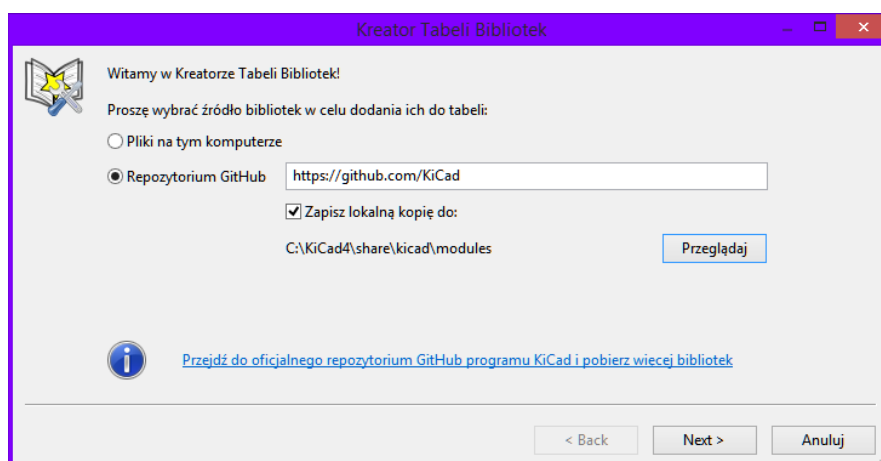 Kreator Tabeli Bibliotek
Witamy w Kreatorze Tabeli Bibliotek!
Proszę wybrać źródło bibliotek w celu dodania ich do tabeli:
Pliki na tym komputerze
Repozytorium GitHub https://github.com/KiCad
Zapisz lokalną kopię do:
C:\KiCad4\share\kicad\modules Przeglądaj
Przejdź do oficjalnego repozytorium GitHub programu KiCad i pobierz więcej bibliotek
< Back Next > Anuluj